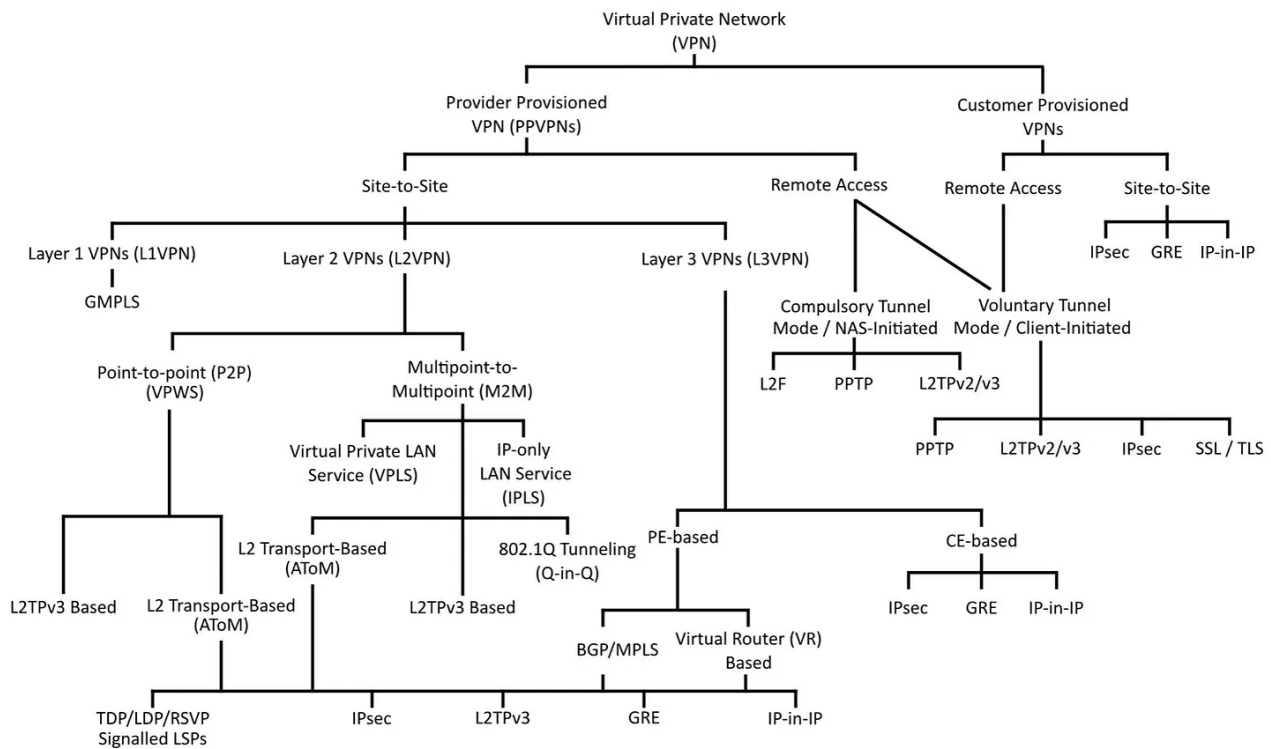 Virtual Private Network
(VPN)
Provider Provisioned
VPN (PPVPNs)
Customer Provisioned
VPNs
Site-to-Site
Remote Access
Remote Access
Site-to-Site
Layer 1 VPNs (L1VPN)
Layer 2 VPNs (L2VPN)
Layer 3 VPNs (L3VPN)
IPsec
GRE
IP-in-IP
GMPLS
Compulsory Tunnel
Mode / NAS-Initiated
Voluntary Tunnel
Mode / Client-Initiated
Point-to-point (P2P)
(VPWS)
Multipoint-to-
Multipoint (M2M)
L2F
PPTP
L2TPv2/v3
Virtual Private LAN
Service (VPLS)
IP-only
LAN Service
(IPLS)
PPTP
L2TPv2/v3
IPsec
SSL / TLS
L2 Transport-Based
(AToM)
802.1Q Tunneling
(Q-in-Q)
PE-based
CE-based
L2TPv3 Based
L2 Transport-Based
(AToM)
L2TPv3 Based
IPsec
GRE
IP-in-IP
BGP/MPLS
Virtual Router (VR)
Based
TDP/LDP/RSVP
Signalled LSPs
IPsec
L2TPv3
GRE
IP-in-IP